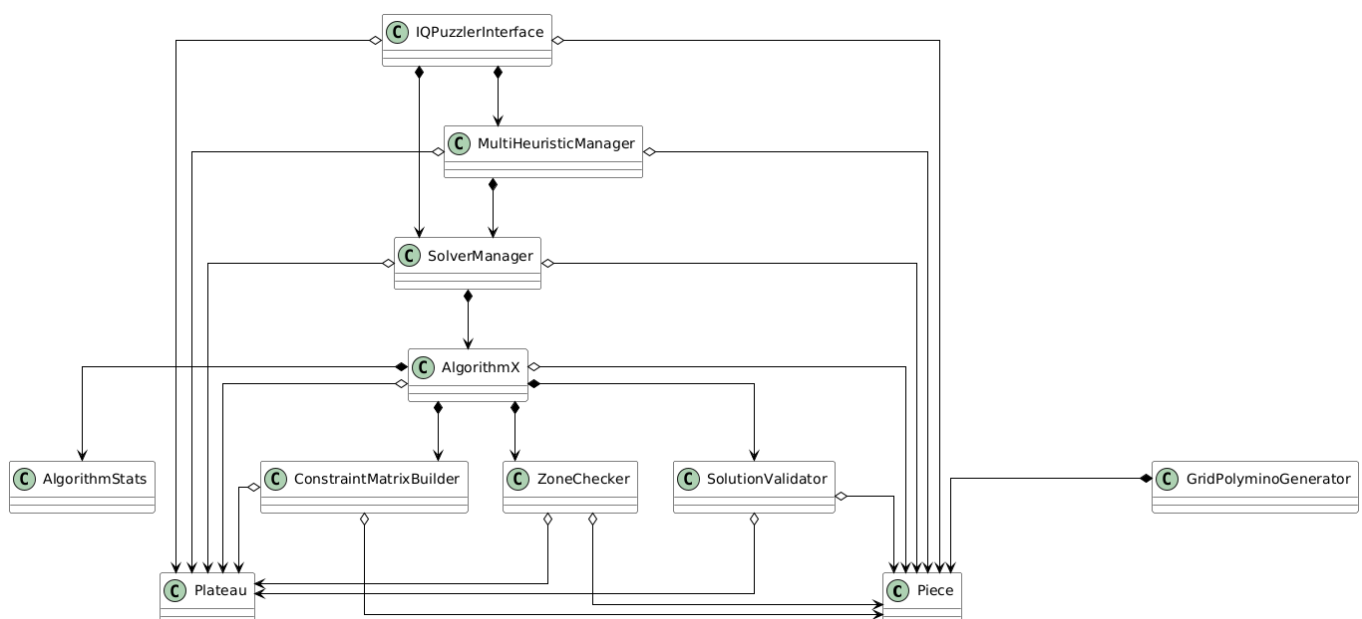 C IQPuzzlerInterface
C MultiHeuristicManager
C SolverManager
C AlgorithmX
C AlgorithmStats
C ConstraintMatrixBuilder
C ZoneChecker
C SolutionValidator
C GridPolyminoGenerator
C Plateau
C Piece